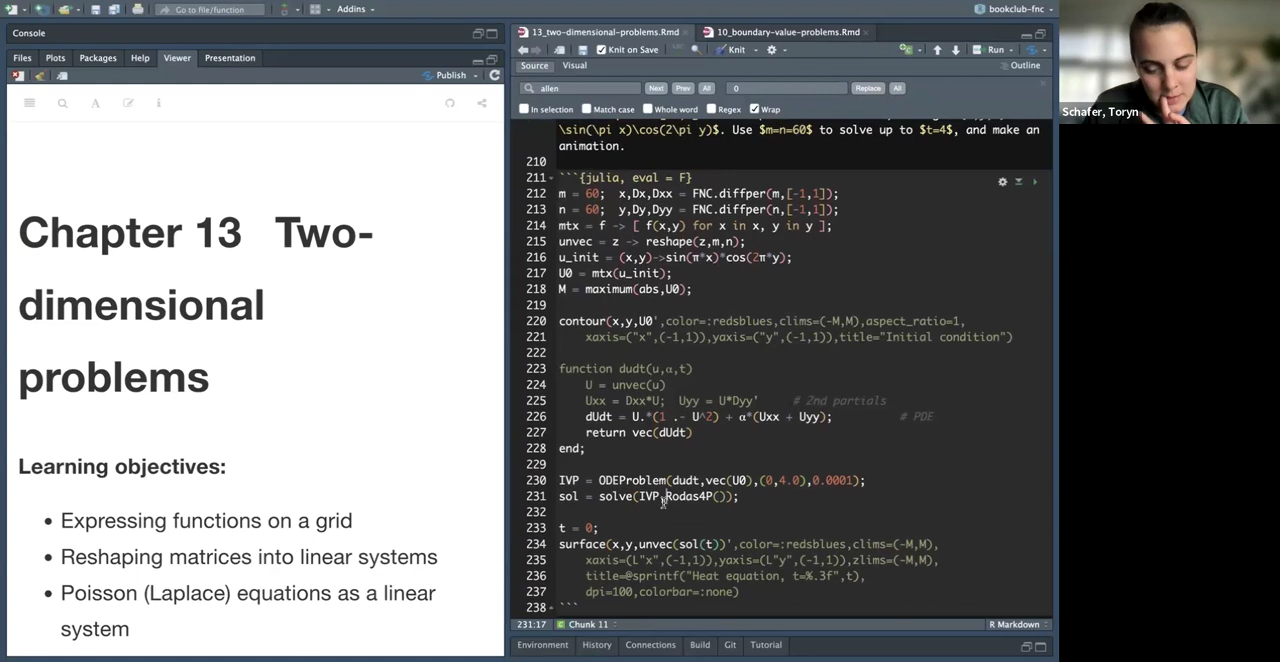 Go to file/function
Addins
bookclub-fnc
Console
Files Plots Packages Help Viewer Presentation
Publish
A
i
Chapter 13 Two-
dimensional
problems
Learning objectives:
• Expressing functions on a grid
• Reshaping matrices into linear systems
• Poisson (Laplace) equations as a linear
system
13_two-dimensional-problems.Rmd
10_boundary-value-problems.Rmd
Knit on Save
ABC
Knit
Run
Source Visual
Outline
allen
Next Prev All
0
Replace All
In selection Match case Whole word Regex Wrap
\sin(\pi x)\cos(2\pi y)$. Use $m=n=60$ to solve up to $t=4$, and make an
animation.
210
211 ```{julia, eval = F}
212 m = 60; x,Dx,Dxx = FNC.diffper(m,[-1,1]);
213 n = 60; y,Dy,Dyy = FNC.diffper(n,[-1,1]);
214 mtx = f -> [ f(x,y) for x in x, y in y ];
215 unvec = z -> reshape(z,m,n);
216 u_init = (x,y)->sin(π*x)*cos(2π*y);
217 U0 = mtx(u_init);
218 M = maximum(abs,U0);
219
220 contour(x,y,U0',color=:redsblues,clims=(-M,M),aspect_ratio=1,
221 xaxis=("x",(-1,1)),yaxis=("y",(-1,1)),title="Initial condition")
222
223 function dudt(u,α,t)
224 U = unvec(u)
225 Uxx = Dxx*U; Uyy = U*Dyy' # 2nd partials
226 dUdt = U.*(1 .- U^2) + α*(Uxx + Uyy); # PDE
227 return vec(dUdt)
228 end;
229
230 IVP = ODEProblem(dudt,vec(U0),(0,4.0),0.0001);
231 sol = solve(IVP,Rodas4P());
232
233 t = 0;
234 surface(x,y,unvec(sol(t))',color=:redsblues,clims=(-M,M),
235 xaxis=(L"x",(-1,1)),yaxis=(L"y",(-1,1)),zlims=(-M,M),
236 title=@sprintf("Heat equation, t=%.3f",t),
237 dpi=100,colorbar=:none)
238 ```
231:17
Chunk 11
R Markdown
Environment History Connections Build Git Tutorial
Schafer, Toryn